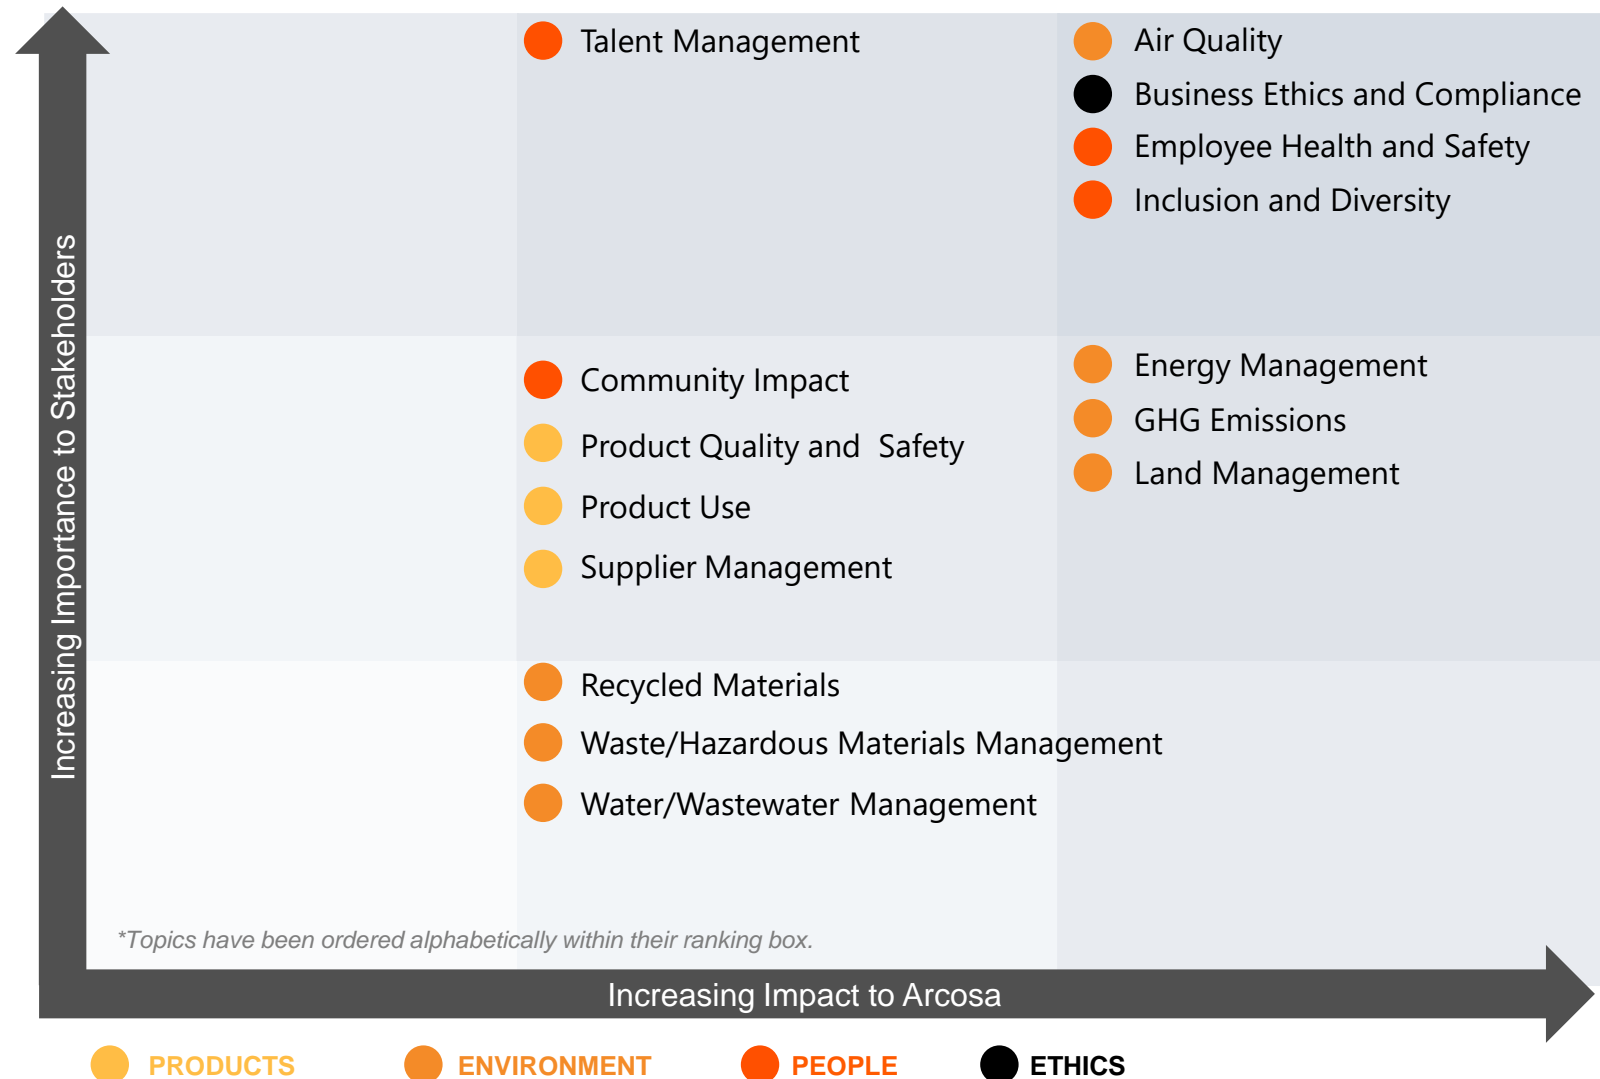 Talent Management
Air Quality
Business Ethics and Compliance
Employee Health and Safety
Inclusion and Diversity
Increasing Importance to Stakeholders
Community Impact
Product Quality and  Safety
Product Use
Supplier Management
Energy Management
GHG Emissions
Land Management
Recycled Materials
Waste/Hazardous Materials Management
Water/Wastewater Management
*Topics have been ordered alphabetically within their ranking box.
Increasing Impact to Arcosa
PRODUCTS
ENVIRONMENT
PEOPLE
ETHICS